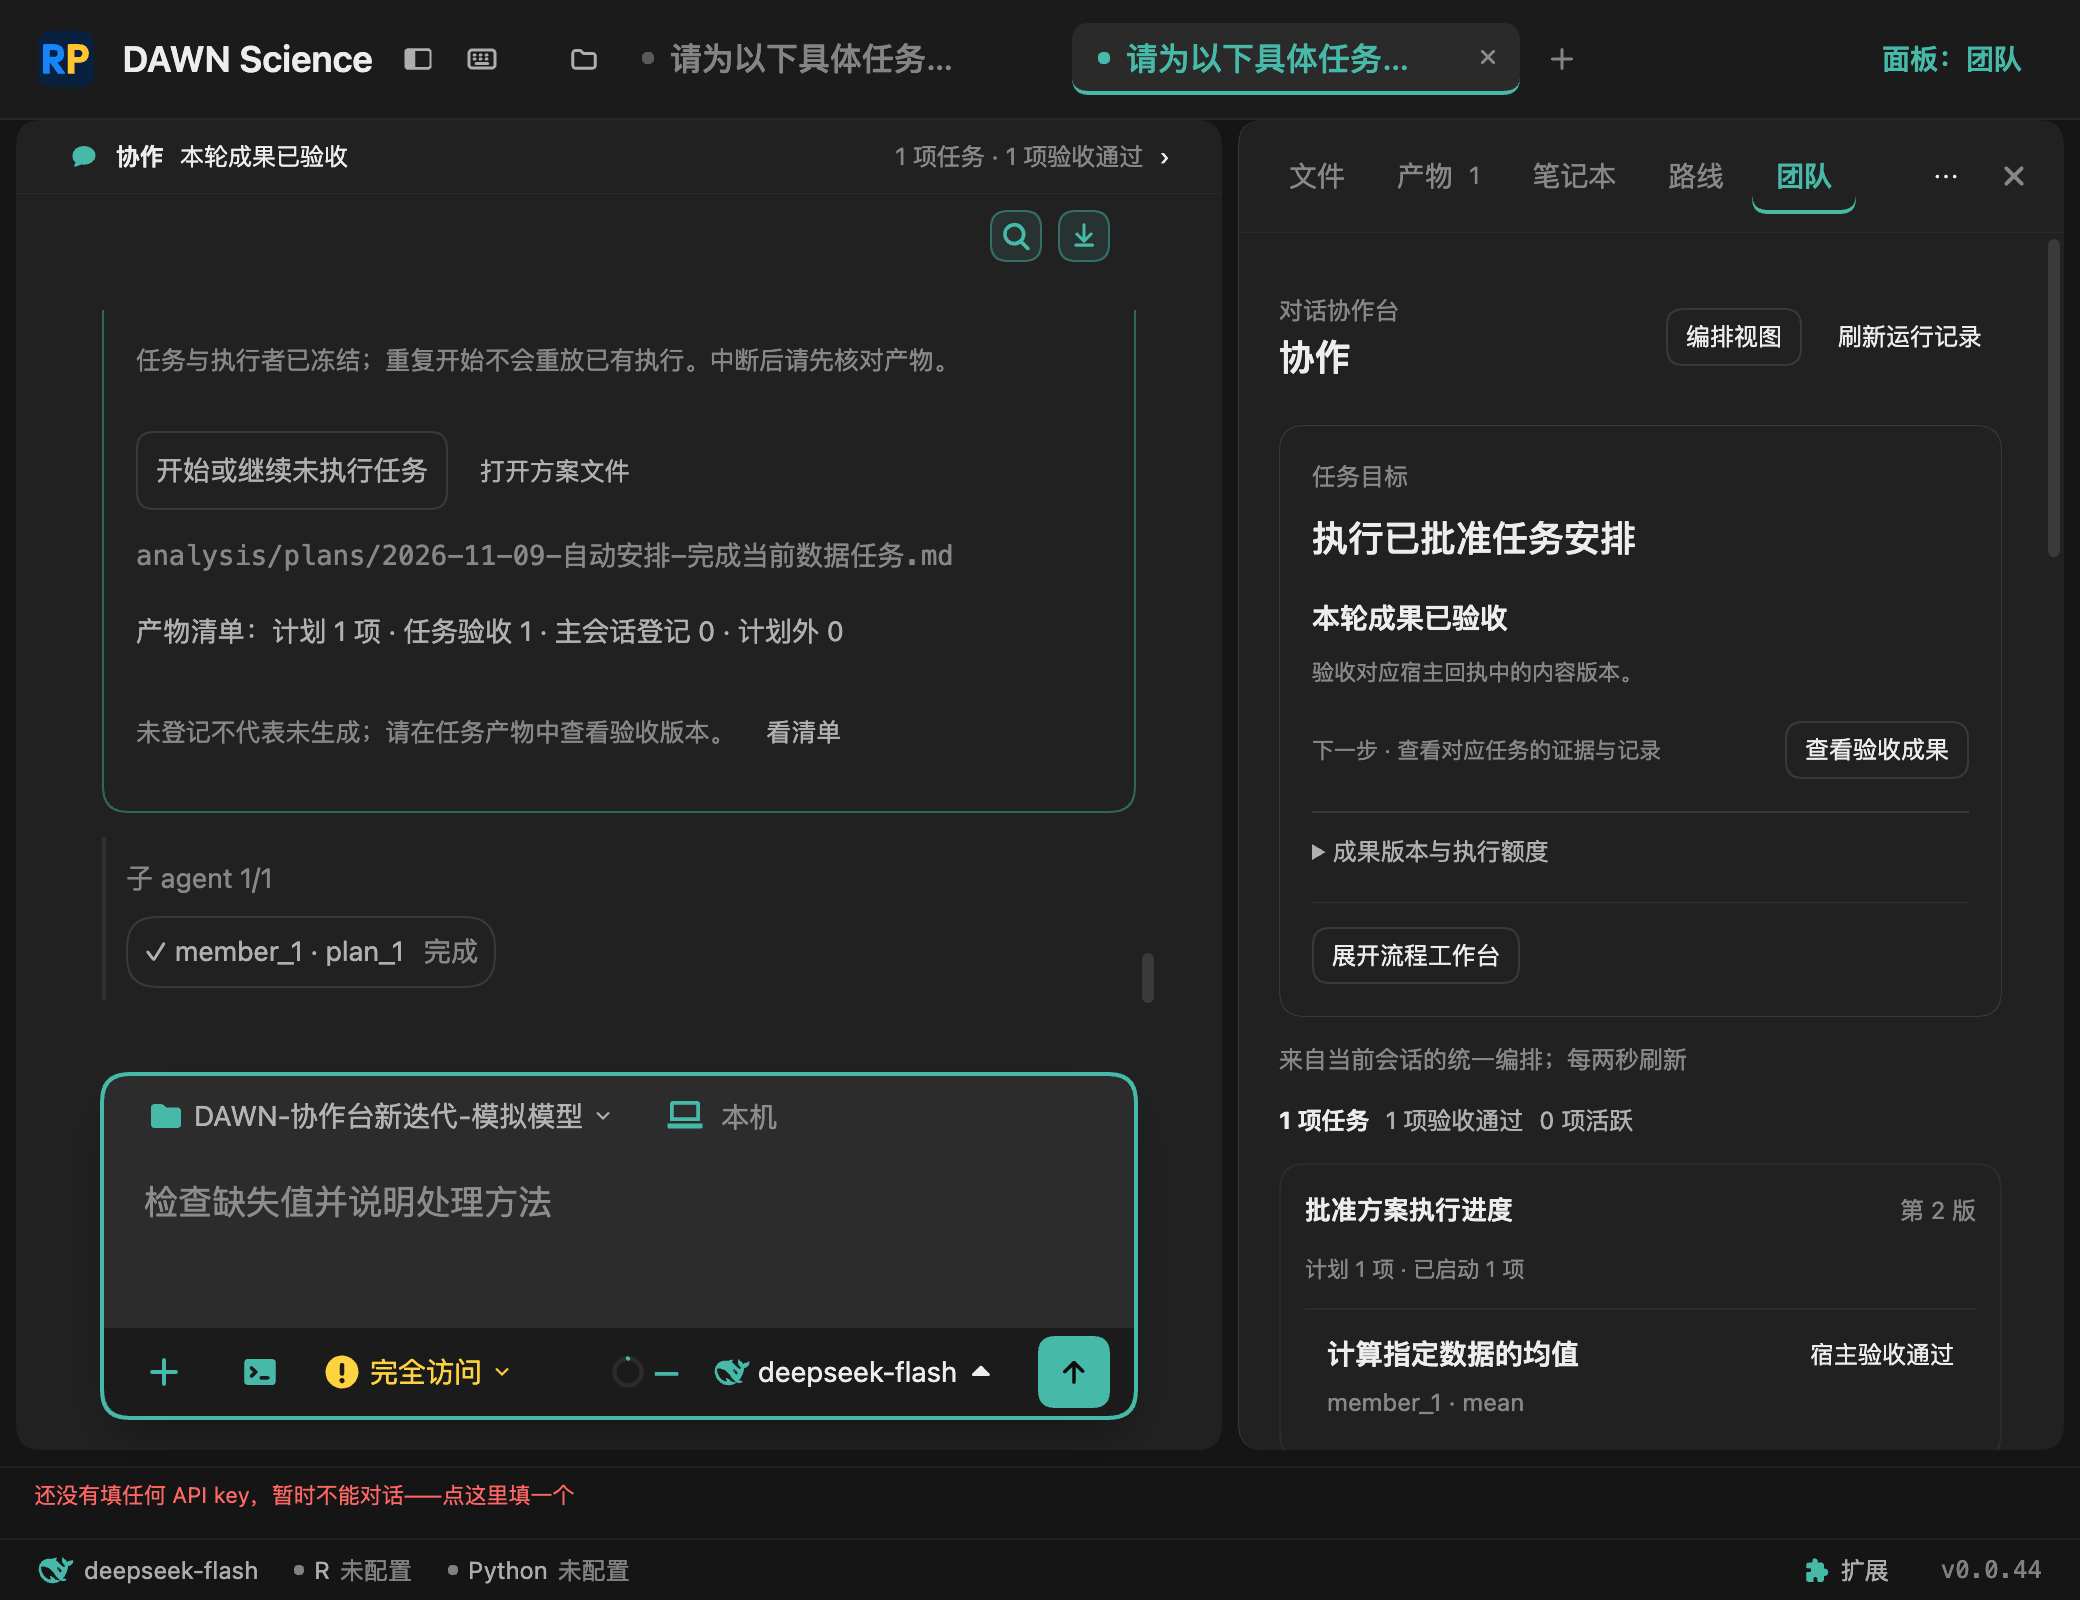 RP DAWN Science 请为以下具体任务... 请为以下具体任务... 面板：团队
协作 本轮成果已验收 1 项任务 · 1 项验收通过
任务与执行者已冻结；重复开始不会重放已有执行。中断后请先核对产物。
开始或继续未执行任务 打开方案文件
analysis/plans/2026-11-09-自动安排-完成当前数据任务.md
产物清单：计划 1 项 · 任务验收 1 · 主会话登记 0 · 计划外 0
未登记不代表未生成；请在任务产物中查看验收版本。 看清单
子 agent 1/1
✓ member_1 · plan_1 完成
DAWN-协作台新迭代-模拟模型 本机
检查缺失值并说明处理方法
完全访问 deepseek-flash
文件 产物 1 笔记本 路线 团队 ...
对话协作台
协作 编排视图 刷新运行记录
任务目标
执行已批准任务安排
本轮成果已验收
验收对应宿主回执中的内容版本。
下一步 · 查看对应任务的证据与记录 查看验收成果
成果版本与执行额度
展开流程工作台
来自当前会话的统一编排；每两秒刷新
1 项任务 1 项验收通过 0 项活跃
批准方案执行进度 第 2 版
计划 1 项 · 已启动 1 项
计算指定数据的均值 宿主验收通过
member_1 · mean
还没有填任何 API key，暂时不能对话——点这里填一个
deepseek-flash R 未配置 Python 未配置 扩展 v0.0.44